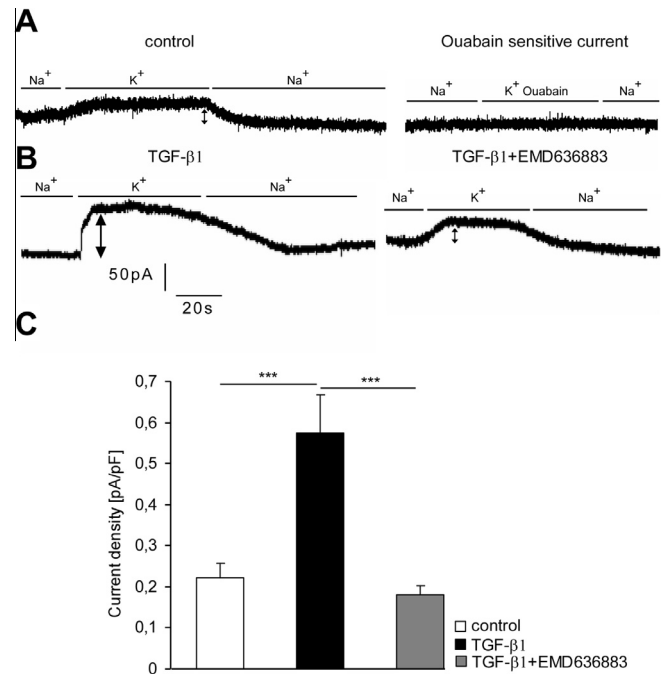 A
control
Ouabain sensitive current
Na+ K+ Na+
Na+ K+ Ouabain Na+
B
TGF-β1
TGF-β1+EMD636883
Na+ K+ Na+
Na+ K+ Na+
50pA
20s
C
*** ***
0,7
0,6
0,5
0,4
0,3
0,2
0,1
0
Current density [pA/pF]
control
TGF-β1
TGF-β1+EMD636883